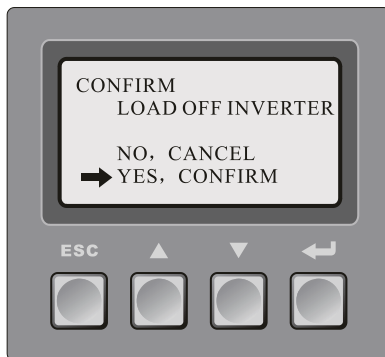 CONFIRM
LOAD OFF INVERTER
NO, CANCEL
YES, CONFIRM
ESC